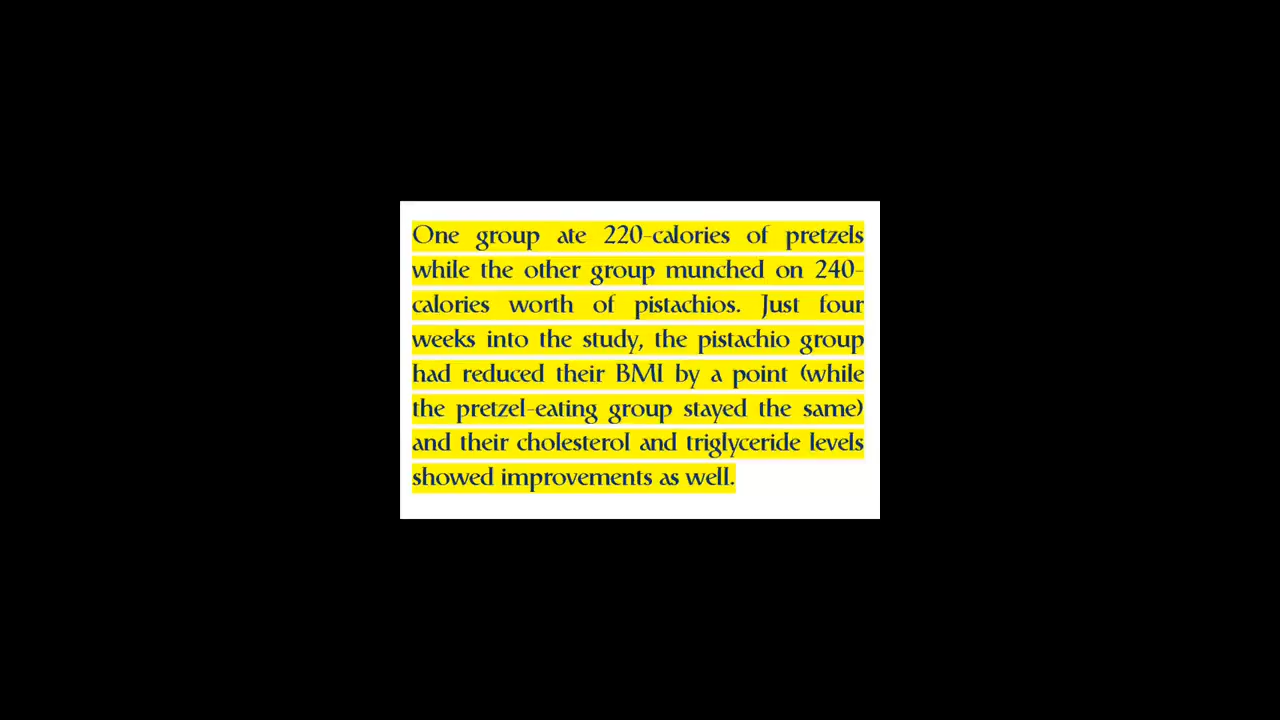 One group ate 220-calories of pretzels
while the other group munched on 240-
calories worth of pistachios. Just four
weeks into the study, the pistachio group
had reduced their BMI by a point (while
the pretzel-eating group stayed the same)
and their cholesterol and triglyceride levels
showed improvements as well.